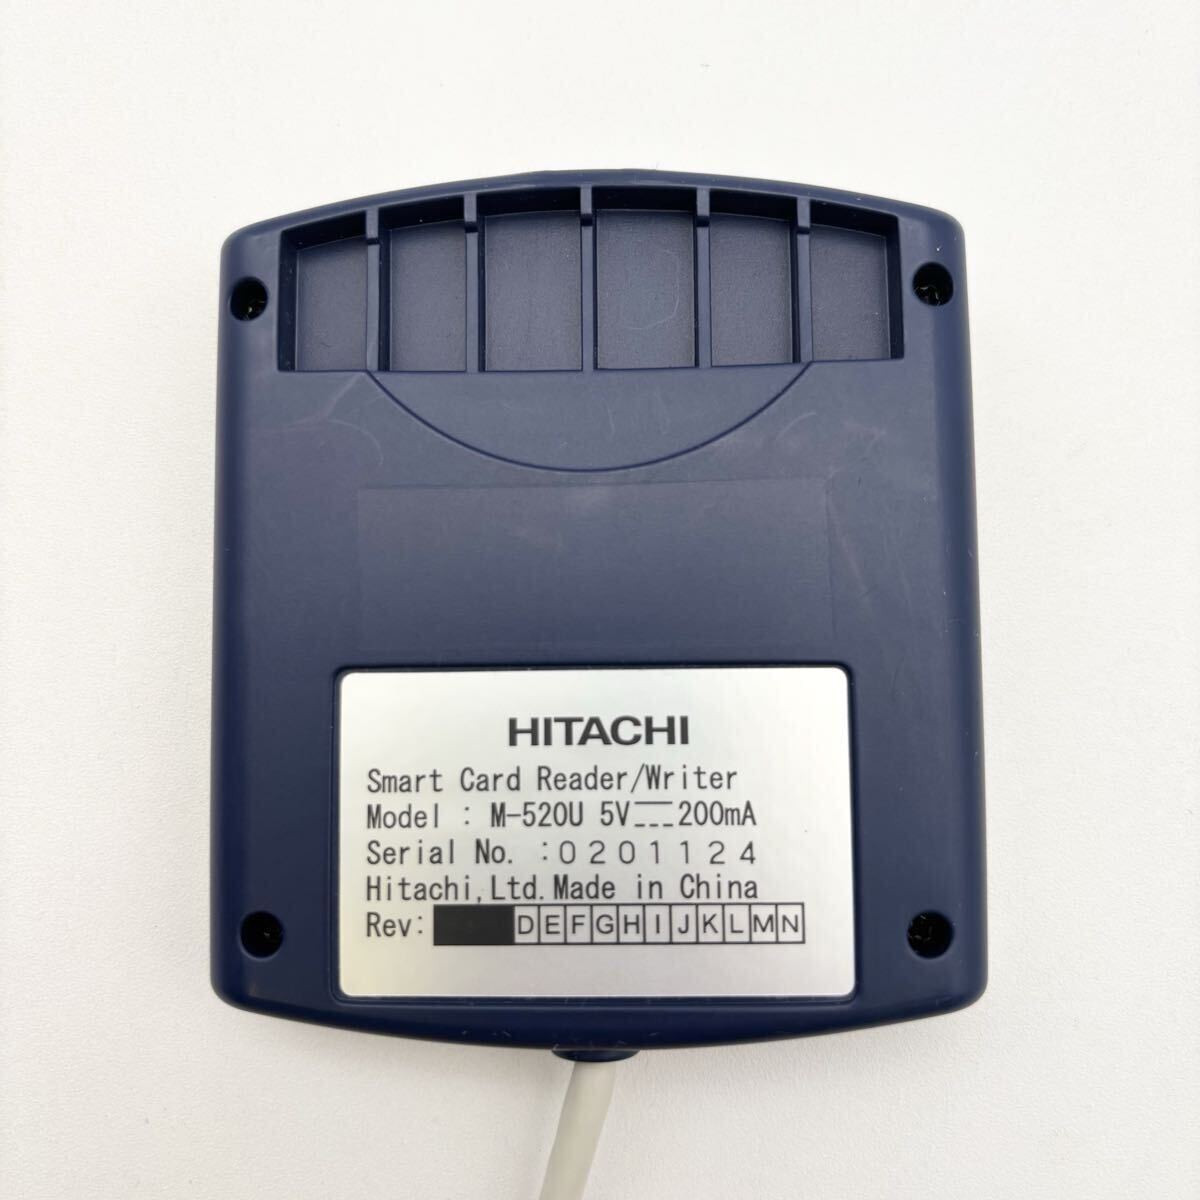 HITACHI
Smart Card Reader/Writer
Model : M-520U 5V⎓200mA
Serial No. :0201124
Hitachi,Ltd. Made in China
Rev: DEFGHIJKLMN